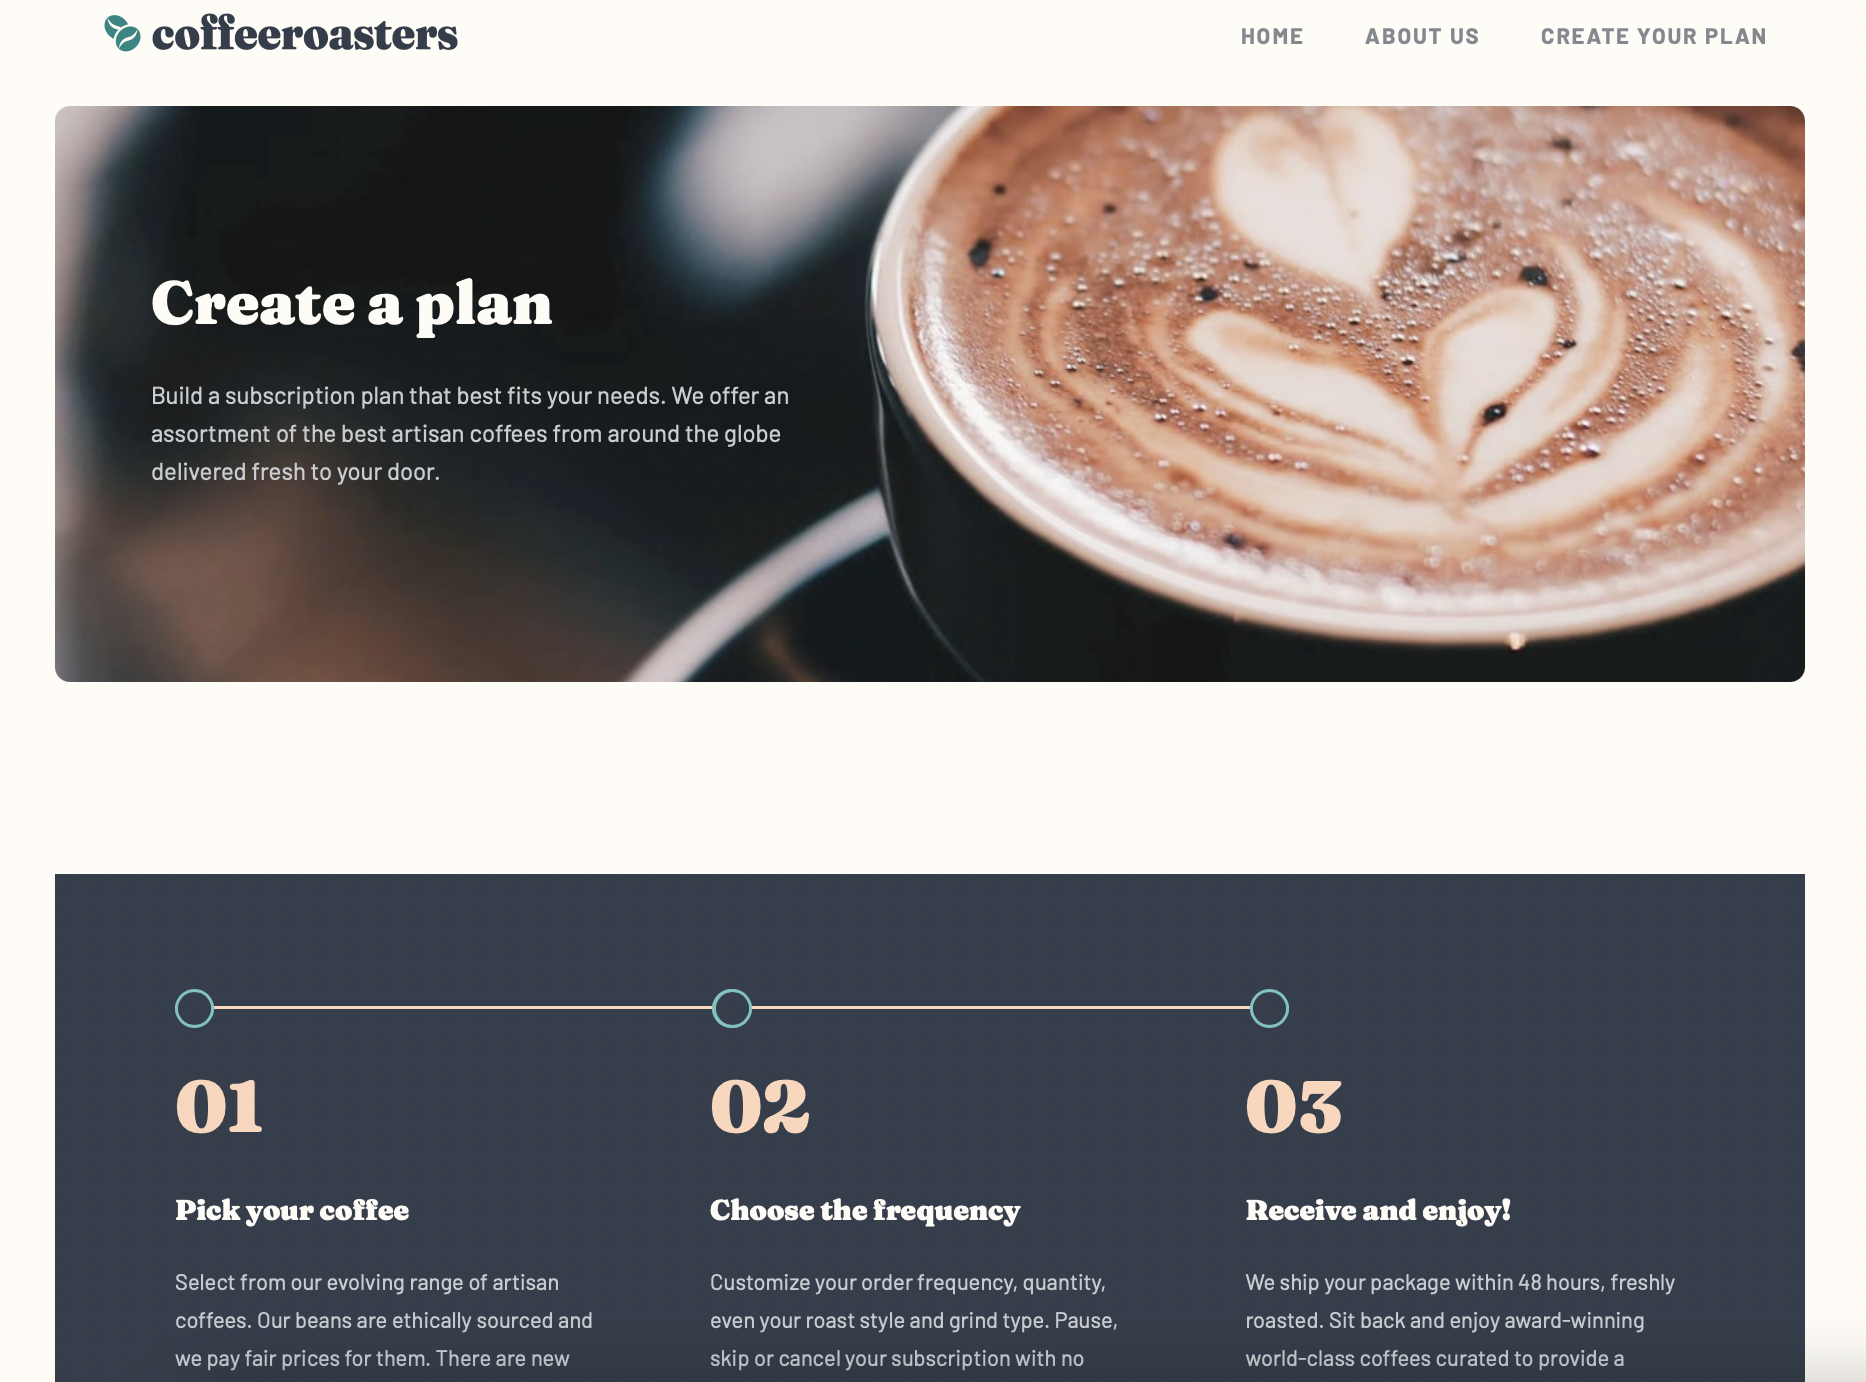 coffeeroasters
HOME ABOUT US CREATE YOUR PLAN
Create a plan
Build a subscription plan that best fits your needs. We offer an
assortment of the best artisan coffees from around the globe
delivered fresh to your door.
01
Pick your coffee
Select from our evolving range of artisan
coffees. Our beans are ethically sourced and
we pay fair prices for them. There are new
02
Choose the frequency
Customize your order frequency, quantity,
even your roast style and grind type. Pause,
skip or cancel your subscription with no
03
Receive and enjoy!
We ship your package within 48 hours, freshly
roasted. Sit back and enjoy award-winning
world-class coffees curated to provide a